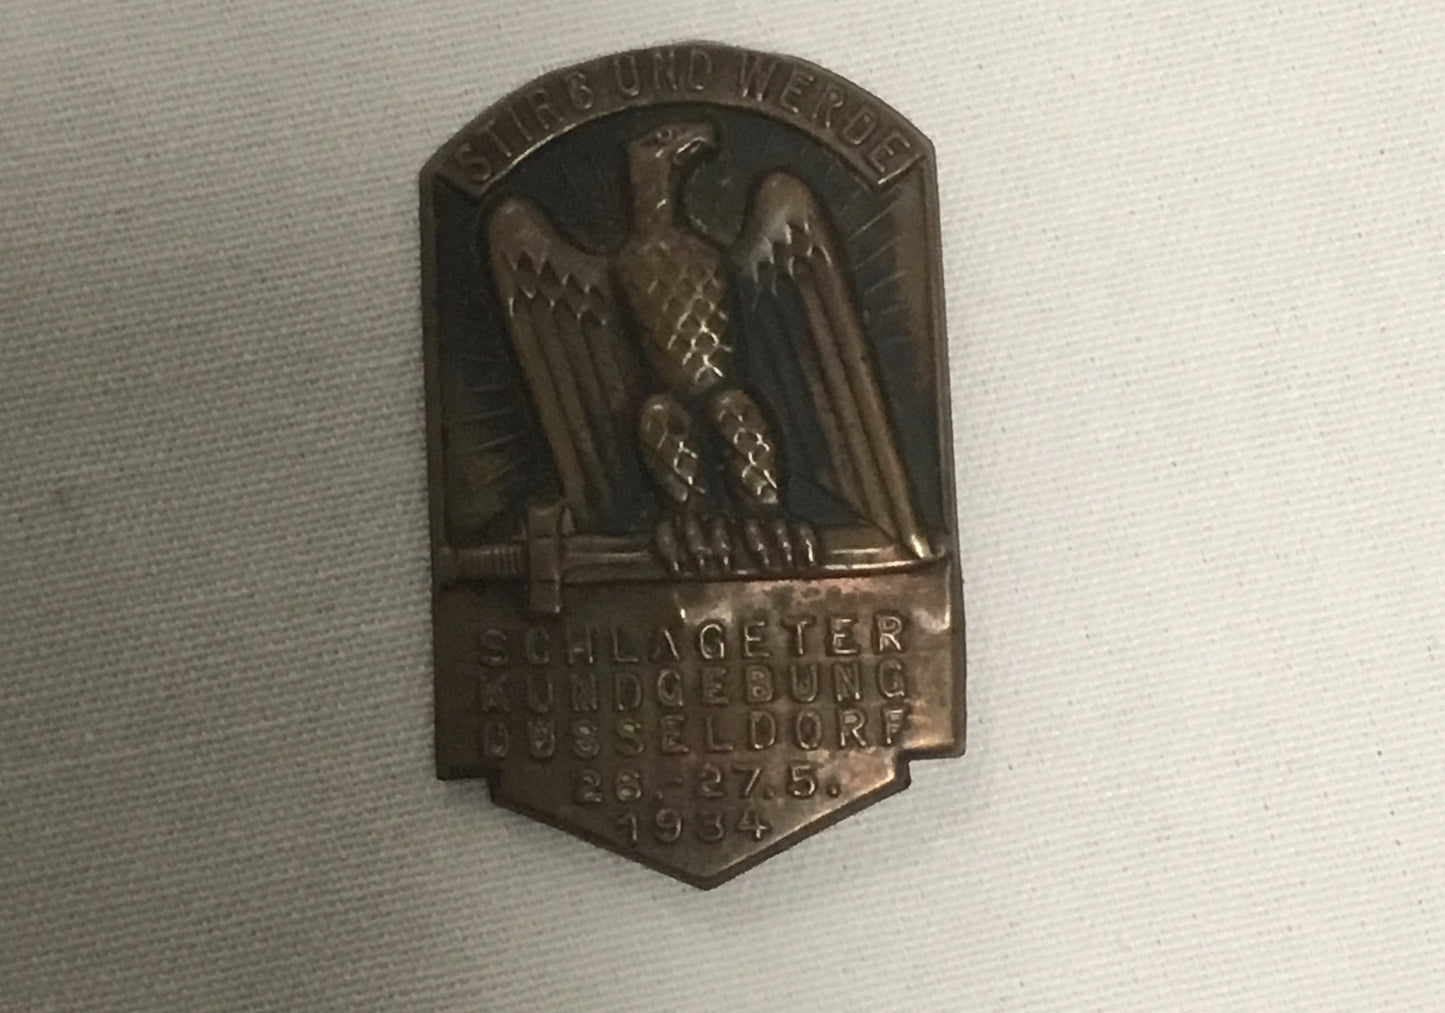 STIRB UND WERDE
SCHLAGETER
KUNDGEBUNG
DÜSSELDORF
26.-27.5.
1934